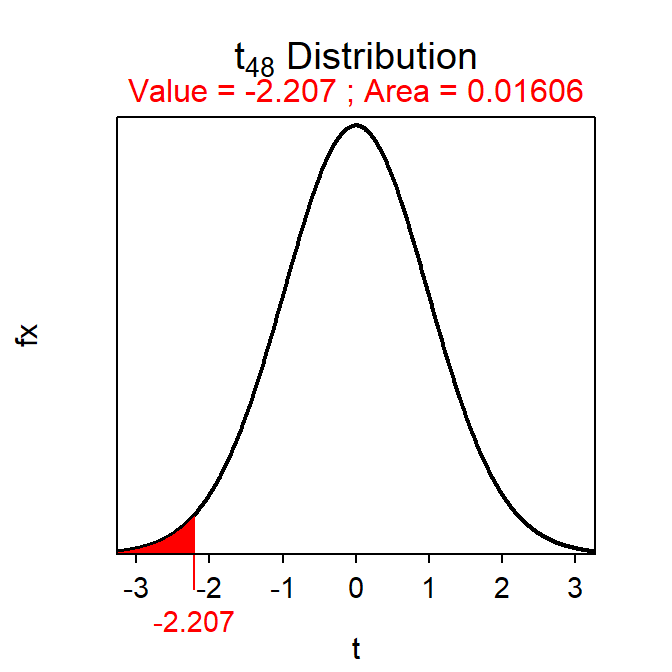 t₄₈ Distribution
Value = -2.207 ; Area = 0.01606
fx
-3 -2 -1 0 1 2 3
-2.207
t